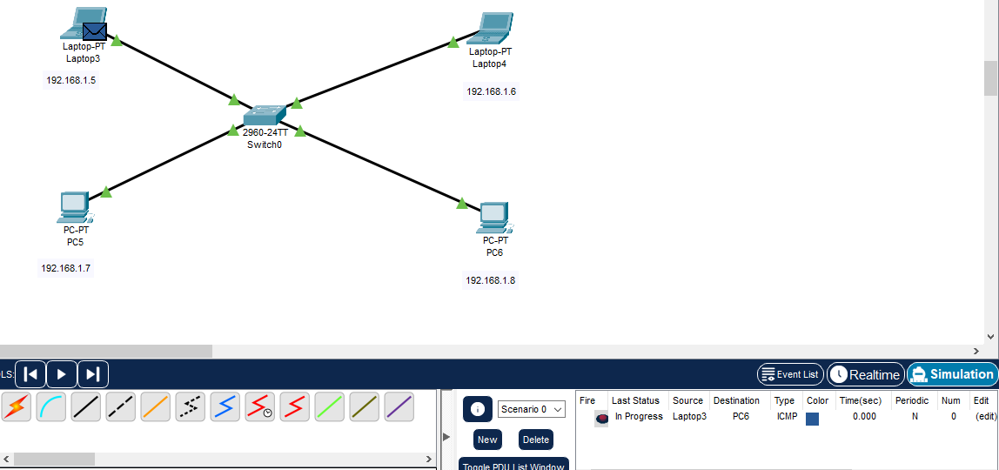 Laptop-PT
Laptop3
192.168.1.5
Laptop-PT
Laptop4
192.168.1.6
2960-24TT
Switch0
PC-PT
PC5
192.168.1.7
PC-PT
PC6
192.168.1.8
LS:
Event List
Realtime
Simulation
Scenario 0
New
Delete
Toggle PDU List Window
Fire Last Status Source Destination Type Color Time(sec) Periodic Num Edit
In Progress Laptop3 PC6 ICMP 0.000 N 0 (edit)